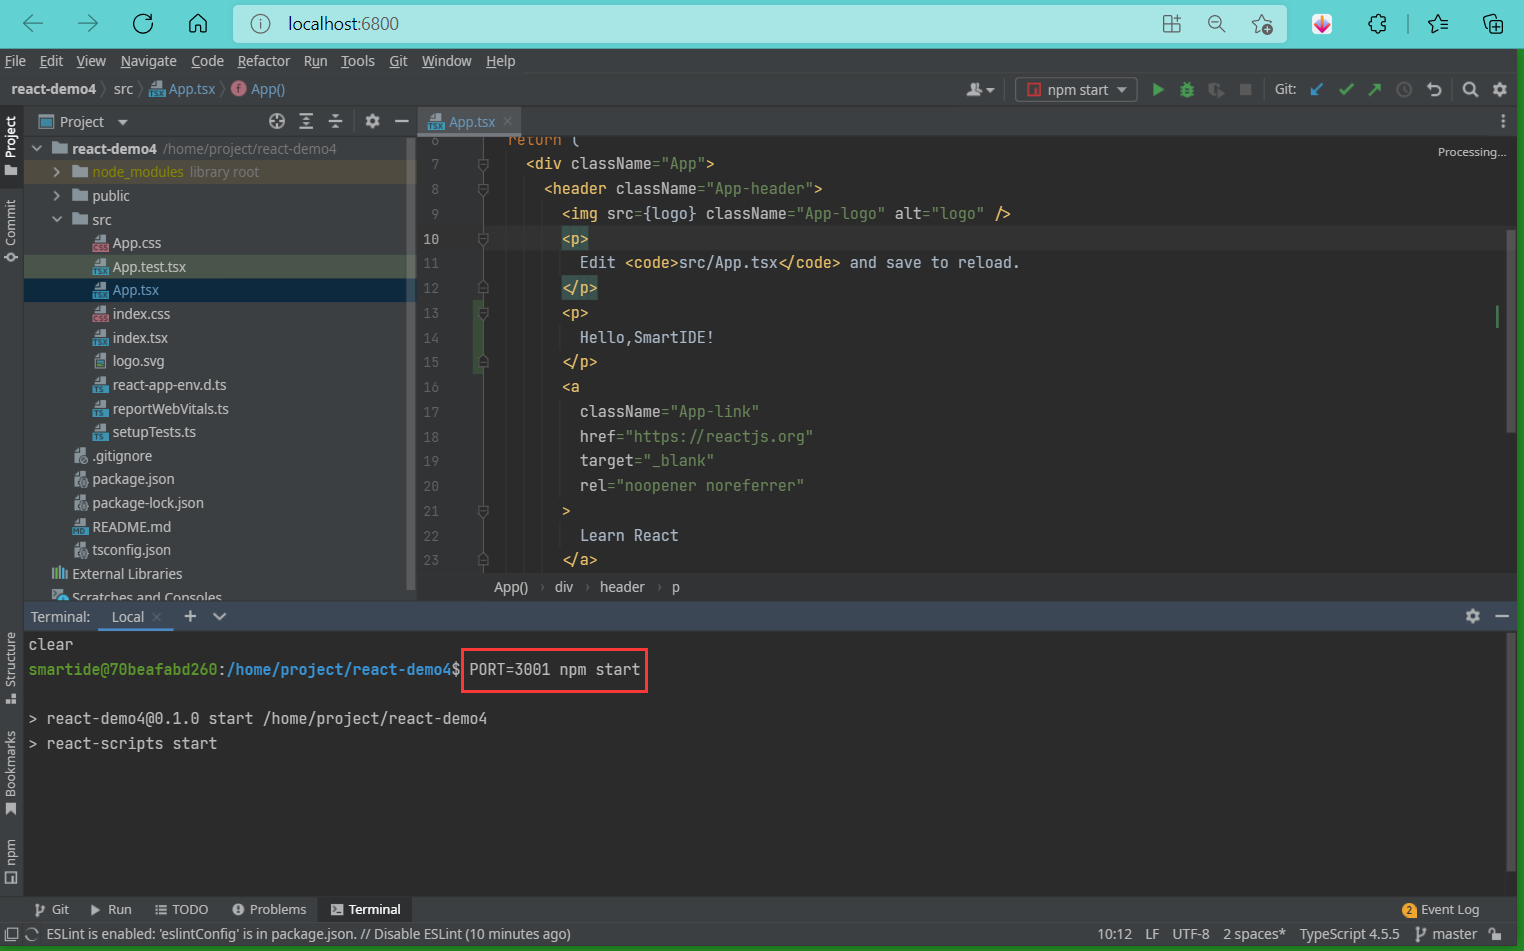 localhost:6800
File Edit View Navigate Code Refactor Run Tools Git Window Help
react-demo4 src App.tsx App()
npm start
Git:
Project
App.tsx
Processing...
Project
Commit
Structure
Bookmarks
npm
react-demo4 /home/project/react-demo4
node_modules library root
public
src
App.css
App.test.tsx
App.tsx
index.css
index.tsx
logo.svg
react-app-env.d.ts
reportWebVitals.ts
setupTests.ts
.gitignore
package.json
package-lock.json
README.md
tsconfig.json
External Libraries
Scratches and Consoles
6 return (
7 <div className="App">
8 <header className="App-header">
9 <img src={logo} className="App-logo" alt="logo" />
10 <p>
11 Edit <code>src/App.tsx</code> and save to reload.
12 </p>
13 <p>
14 Hello,SmartIDE!
15 </p>
16 <a
17 className="App-link"
18 href="https://reactjs.org"
19 target="_blank"
20 rel="noopener noreferrer"
21 >
22 Learn React
23 </a>
App() div header p
Terminal: Local
clear
smartide@70beafabd260:/home/project/react-demo4$ PORT=3001 npm start
> react-demo4@0.1.0 start /home/project/react-demo4
> react-scripts start
Git Run TODO Problems Terminal
2 Event Log
ESLint is enabled: 'eslintConfig' is in package.json. // Disable ESLint (10 minutes ago)
10:12 LF UTF-8 2 spaces* TypeScript 4.5.5 master